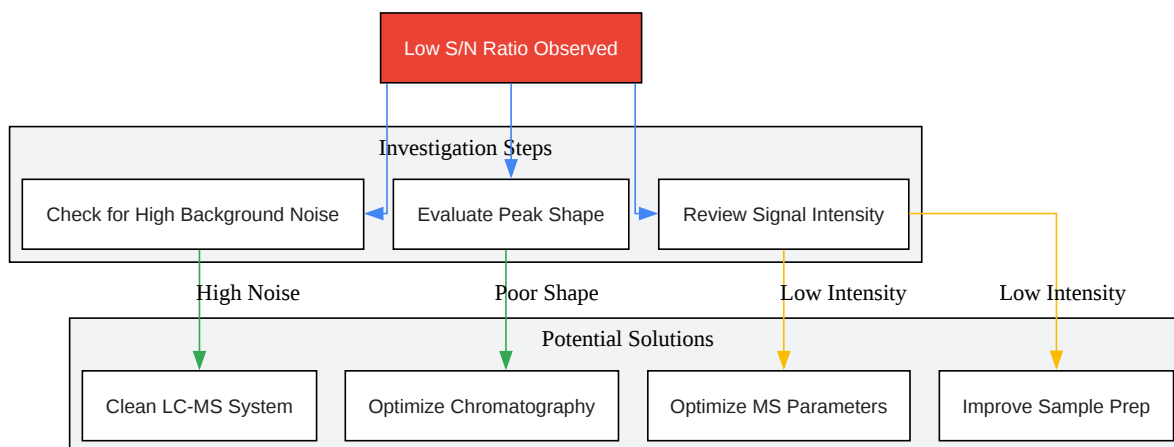 Low S/N Ratio Observed
Investigation Steps
Check for High Background Noise
Evaluate Peak Shape
Review Signal Intensity
High Noise
Poor Shape
Low Intensity
Low Intensity
Potential Solutions
Clean LC-MS System
Optimize Chromatography
Optimize MS Parameters
Improve Sample Prep